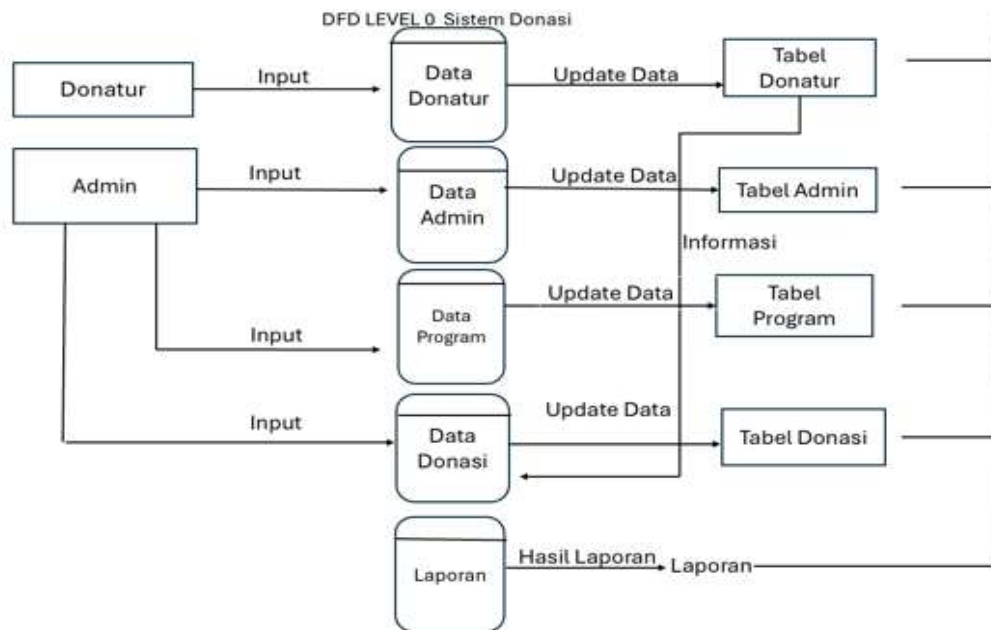 DFD LEVEL 0 Sistem Donasi
Donatur
Input
Data
Donatur
Update Data
Tabel
Donatur
Admin
Input
Data
Admin
Update Data
Tabel Admin
Informasi
Input
Data
Program
Update Data
Tabel
Program
Input
Data
Donasi
Update Data
Tabel Donasi
Laporan
Hasil Laporan
Laporan